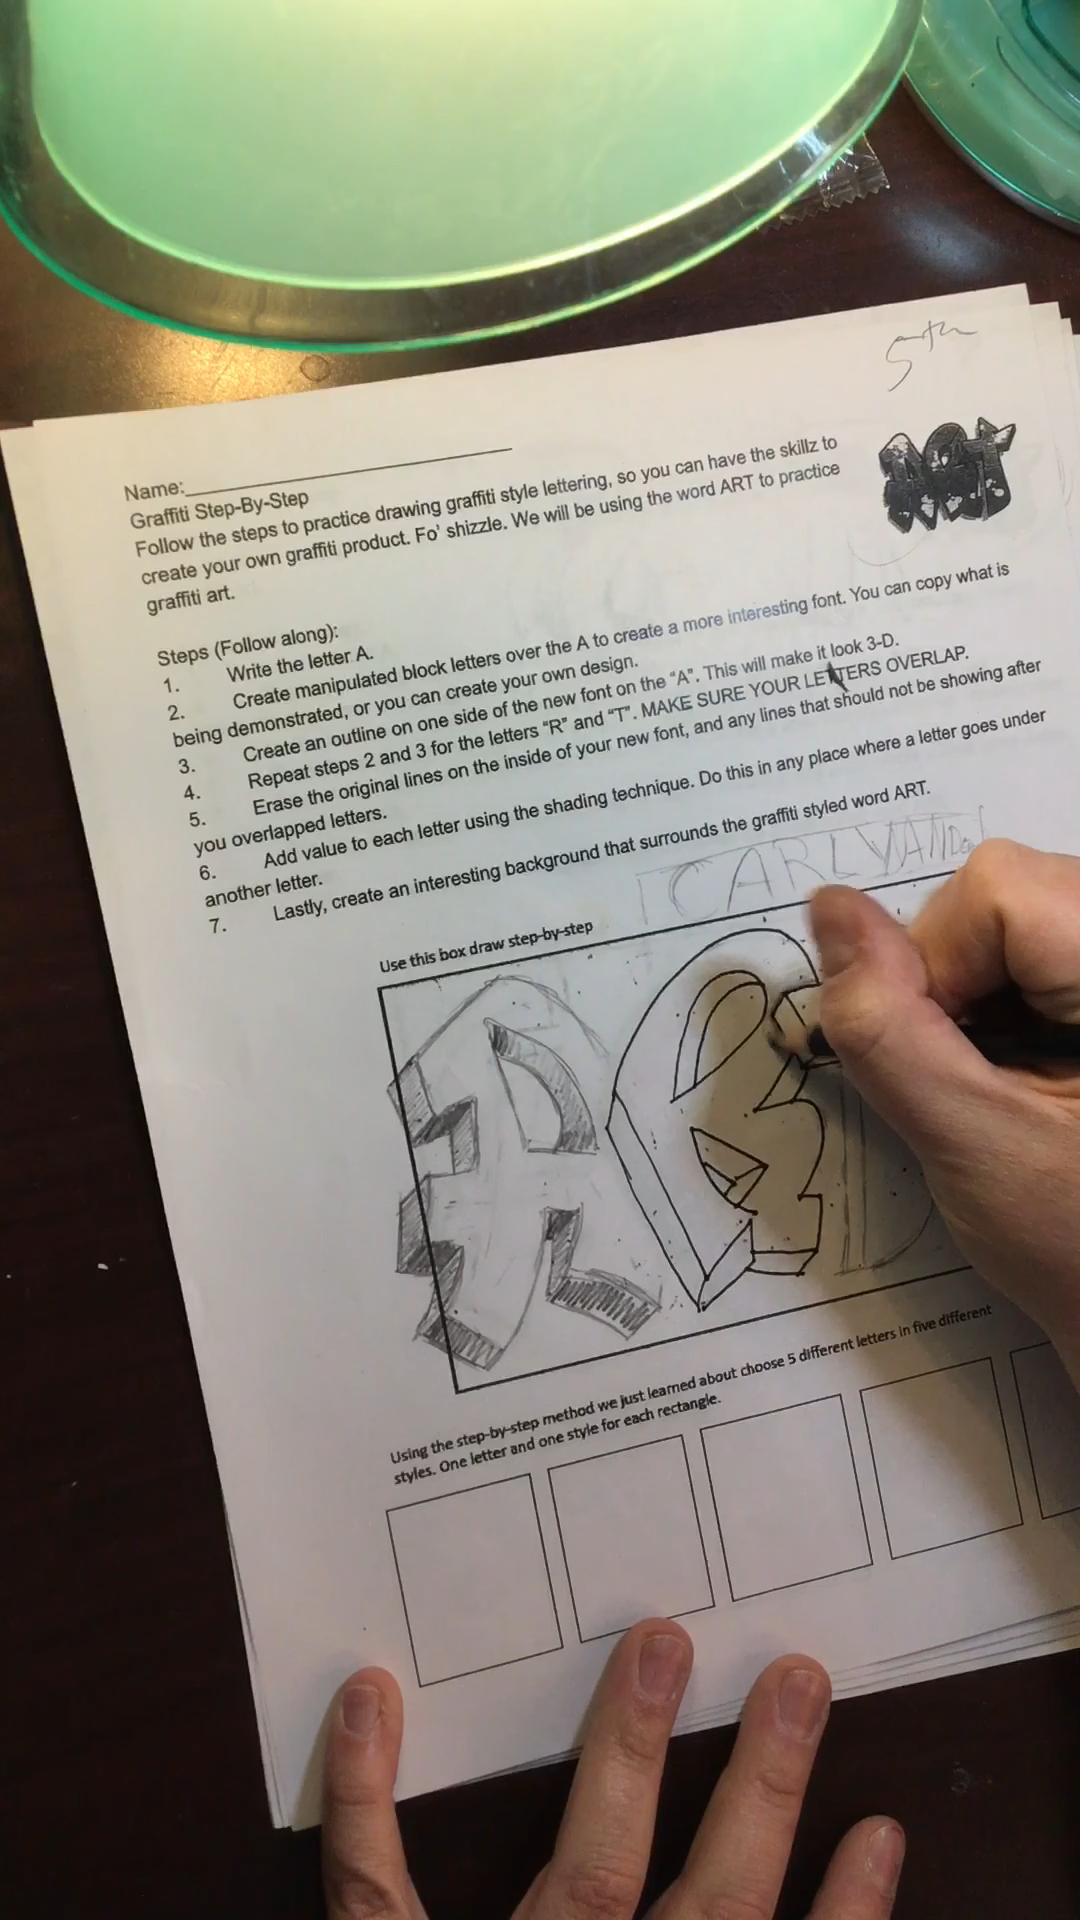 Name:
Graffiti Step-By-Step
Follow the steps to practice drawing graffiti style lettering, so you can have the skillz to
create your own graffiti product. Fo' shizzle. We will be using the word ART to practice
graffiti art.
ART
Steps (Follow along):
1. Write the letter A.
2. Create manipulated block letters over the A to create a more interesting font. You can copy what is
being demonstrated, or you can create your own design.
3. Create an outline on one side of the new font on the “A”. This will make it look 3-D.
4. Repeat steps 2 and 3 for the letters “R” and “T”. MAKE SURE YOUR LETTERS OVERLAP.
5. Erase the original lines on the inside of your new font, and any lines that should not be showing after
you overlapped letters.
6. Add value to each letter using the shading technique. Do this in any place where a letter goes under
another letter.
7. Lastly, create an interesting background that surrounds the graffiti styled word ART.
CARL
Use this box draw step-by-step
A
Using the step-by-step method we just learned about choose 5 different letters in five different
styles. One letter and one style for each rectangle.